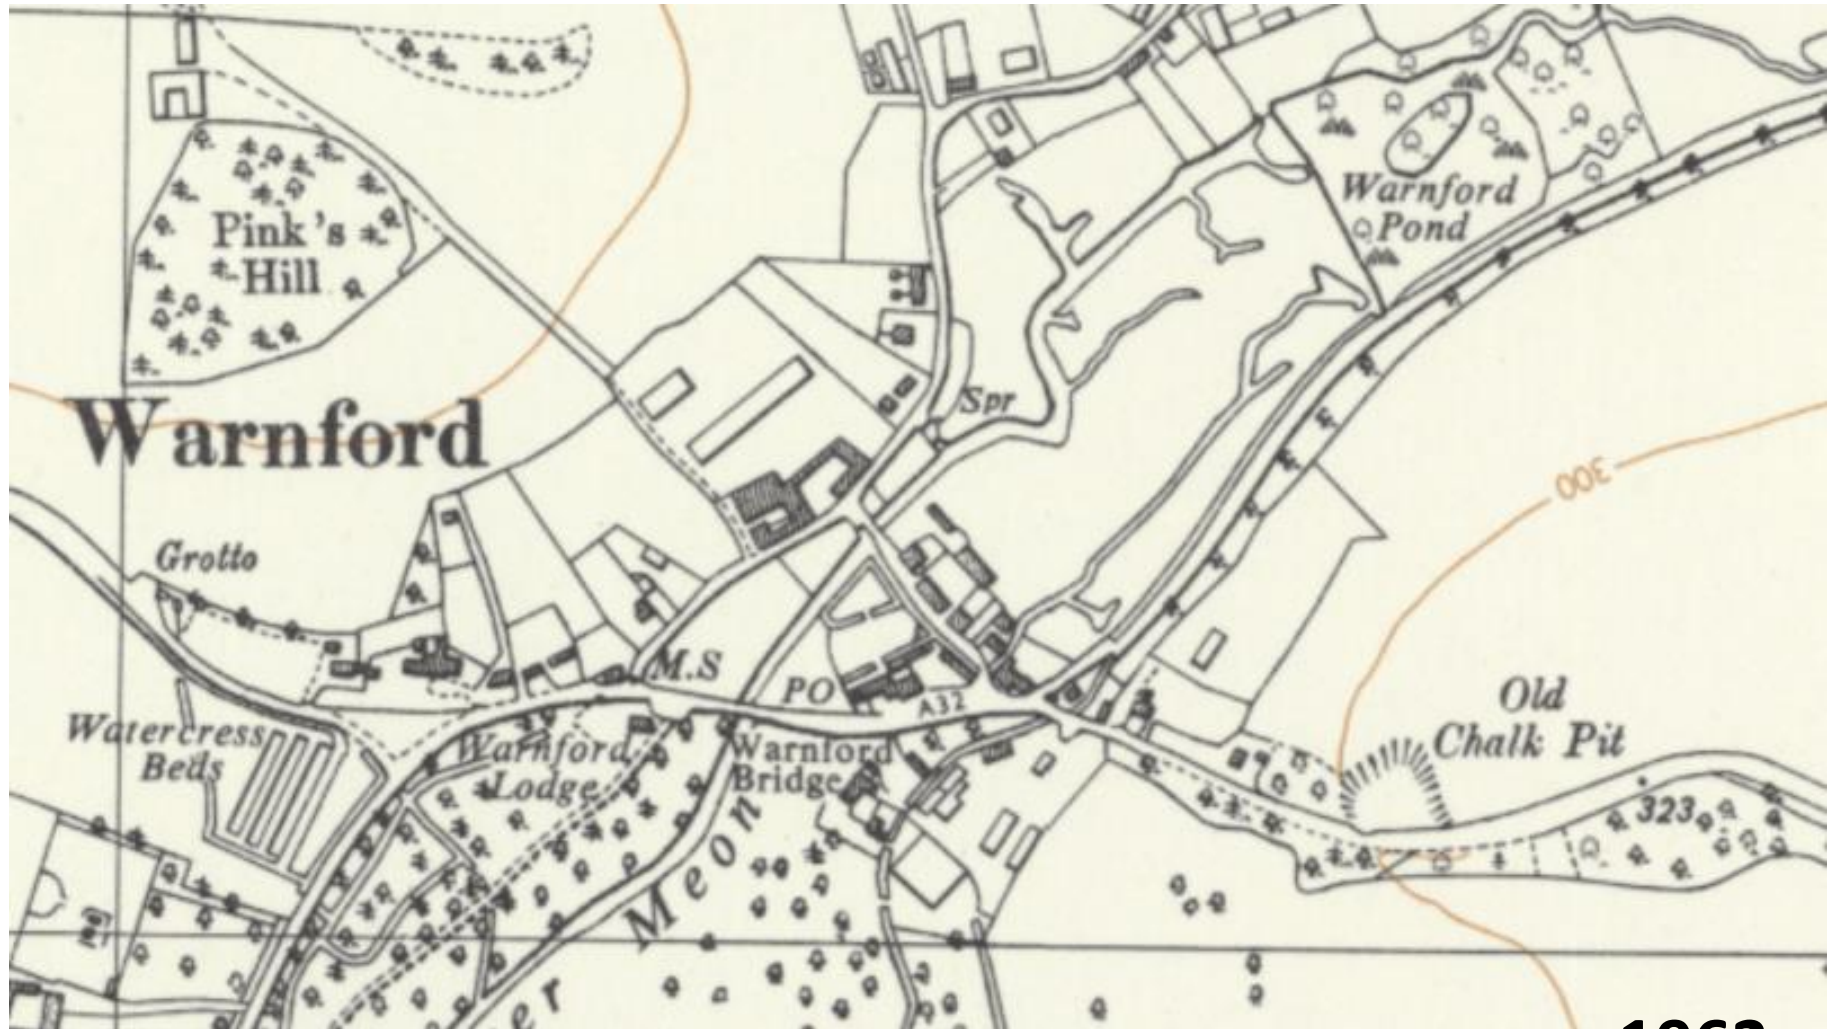 Warnford
Pond
Pink's
Hill
Spr
Warnford
300
Grotto
M.S
PO
A32
Old
Chalk Pit
Watercress
Beds
Warnford
Lodge
Warnford
Bridge
323
Meon
er